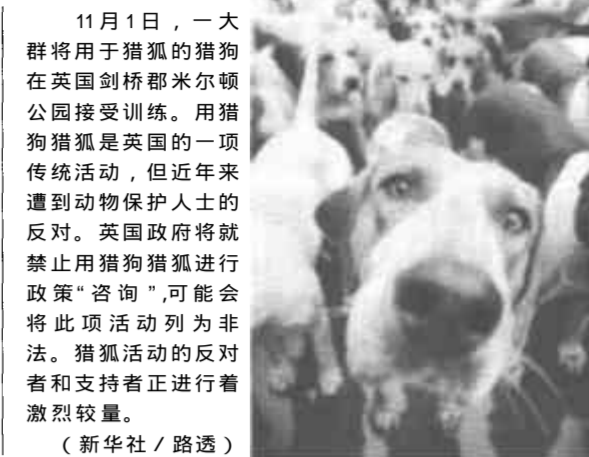 11月1日，一大
群将用于猎狐的猎狗
在英国剑桥郡米尔顿
公园接受训练。用猎
狗猎狐是英国的一项
传统活动，但近年来
遭到动物保护人士的
反对。英国政府将就
禁止用猎狗猎狐进行
政策“咨询”,可能会
将此项活动列为非
法。猎狐活动的反对
者和支持者正进行着
激烈较量。
（新华社／路透）